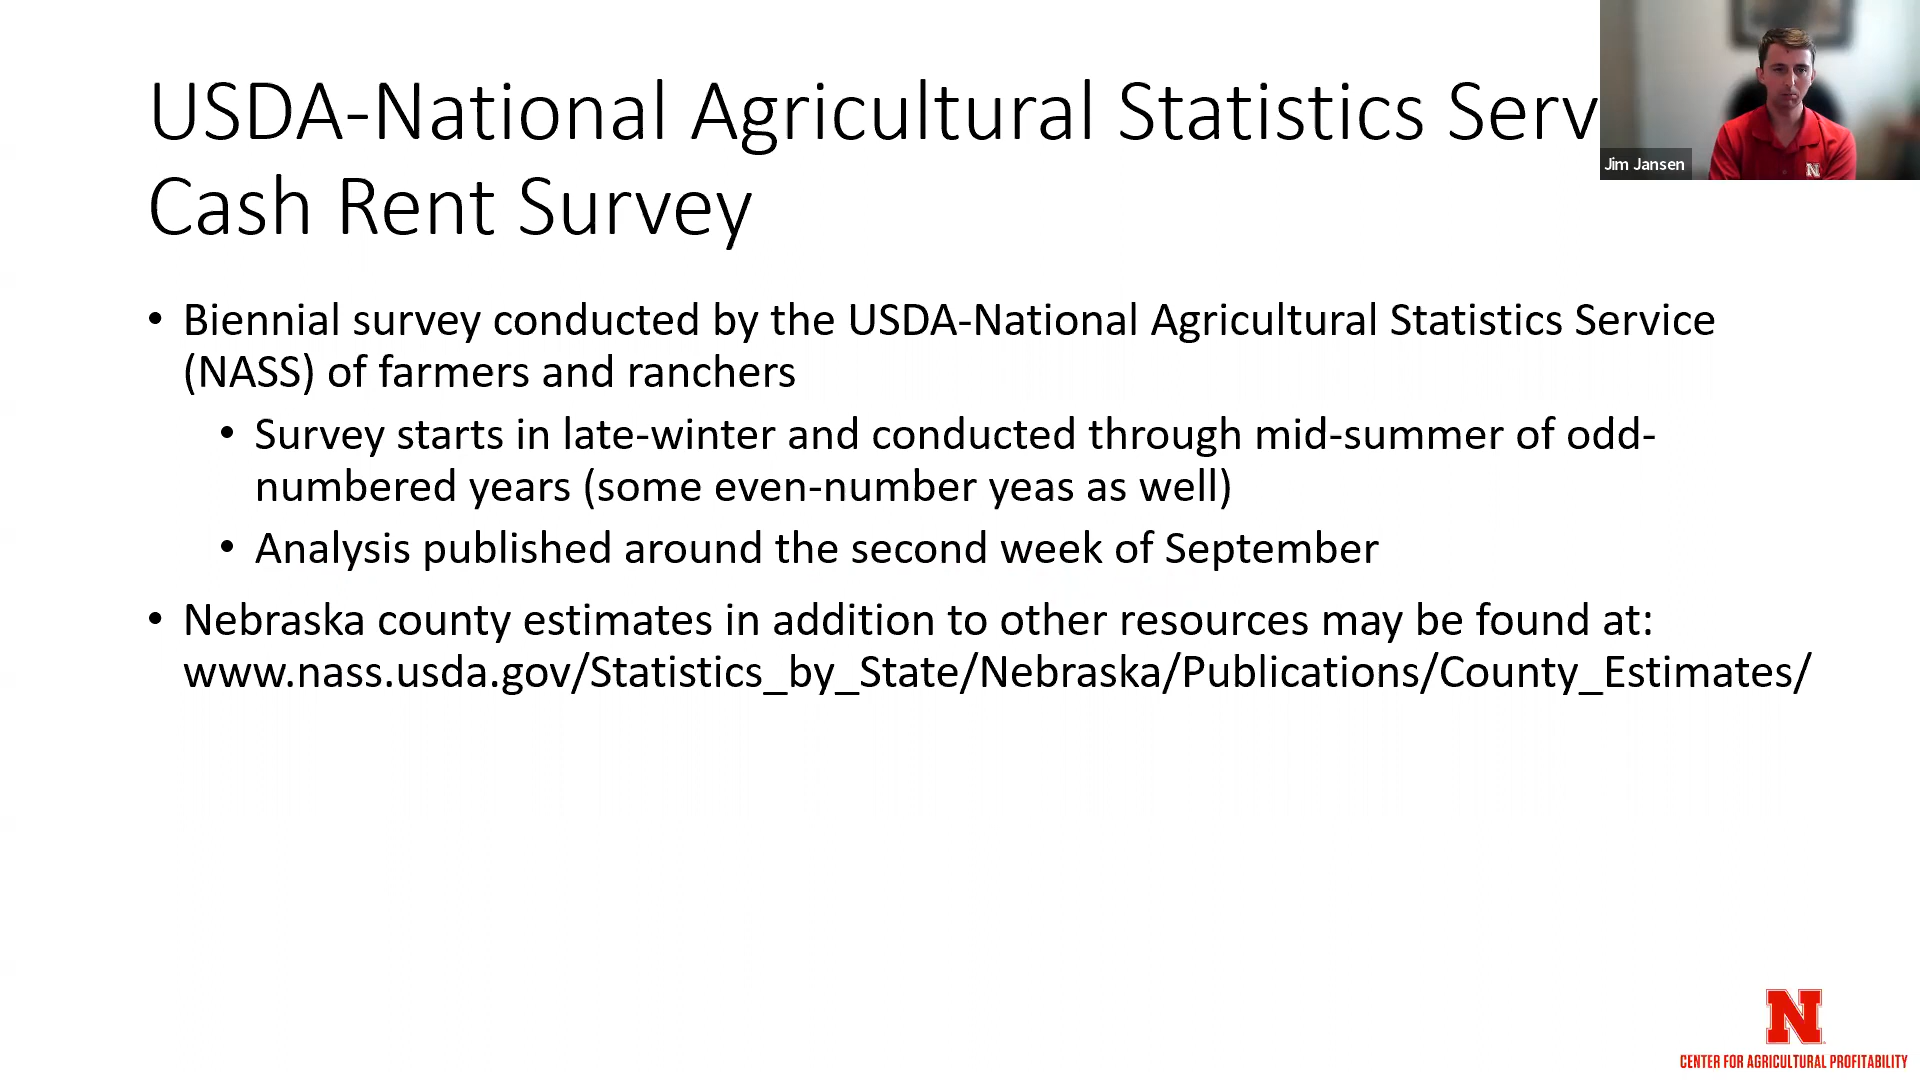 USDA-National Agricultural Statistics Serv
Cash Rent Survey
Jim Jansen
N
• Biennial survey conducted by the USDA-National Agricultural Statistics Service
(NASS) of farmers and ranchers
• Survey starts in late-winter and conducted through mid-summer of odd-
numbered years (some even-number yeas as well)
• Analysis published around the second week of September
• Nebraska county estimates in addition to other resources may be found at:
www.nass.usda.gov/Statistics_by_State/Nebraska/Publications/County_Estimates/
N
CENTER FOR AGRICULTURAL PROFITABILITY